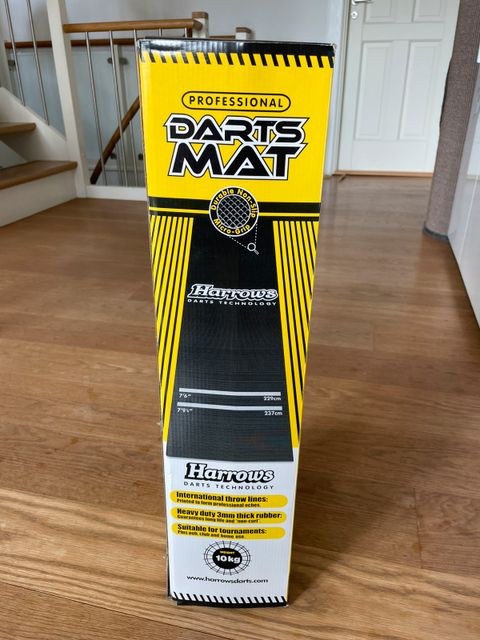 PROFESSIONAL
DARTS
MAT
Durable Non-Slip
Micro-Grip
Harrows
DARTS TECHNOLOGY
7'6" 229cm
7'9¼" 237cm
Harrows
DARTS TECHNOLOGY
International throw lines:
Printed to form professional oches.
Heavy duty 3mm thick rubber:
Guarantees long life and 'non-curl'.
Suitable for tournaments:
Plus pub, club and home use.
WEIGHT
10kg
www.harrowsdarts.com